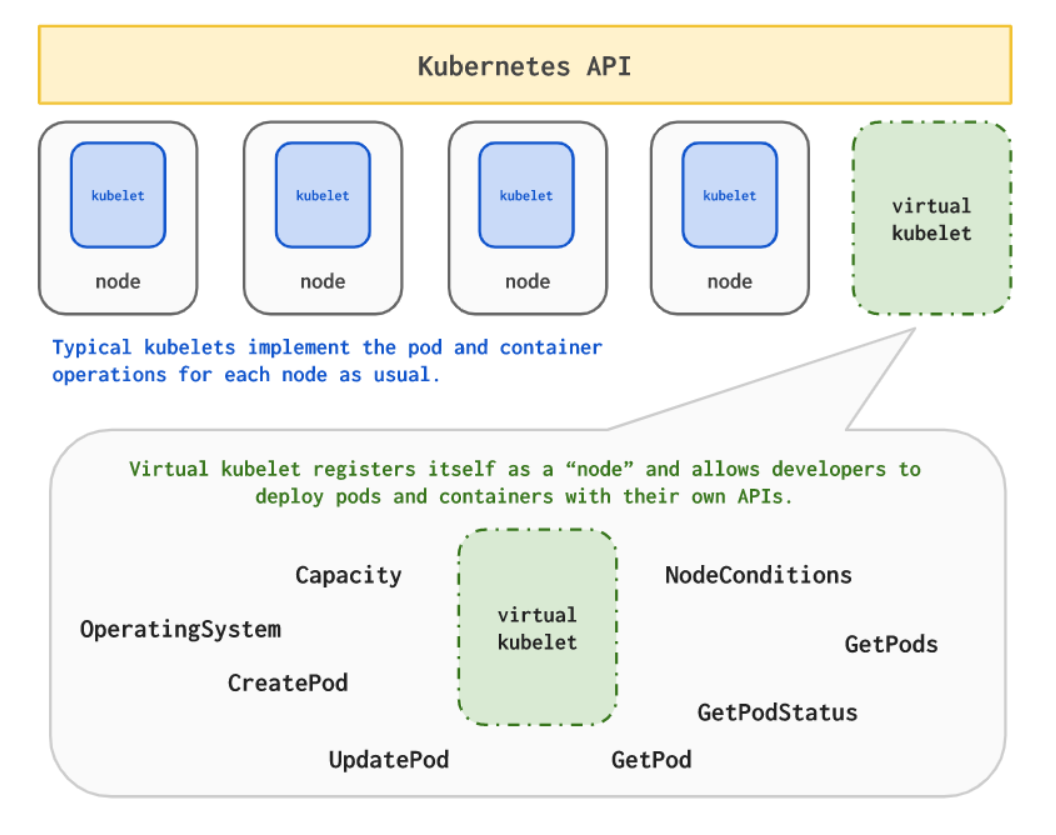 Kubernetes API
kubelet
kubelet
kubelet
kubelet
virtual
kubelet
node
node
node
node
Typical kubelets implement the pod and container
operations for each node as usual.
Virtual kubelet registers itself as a “node” and allows developers to
deploy pods and containers with their own APIs.
Capacity
NodeConditions
virtual
kubelet
OperatingSystem
GetPods
CreatePod
GetPodStatus
UpdatePod
GetPod